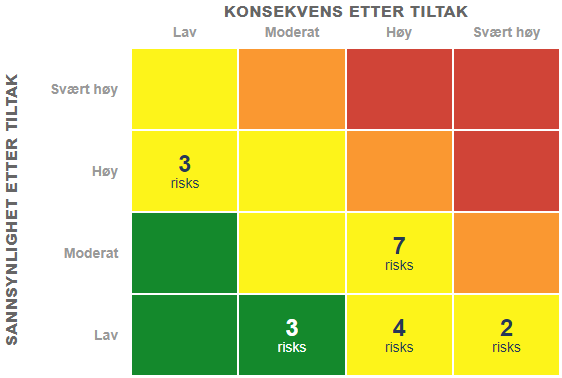 KONSEKVENS ETTER TILTAK
Lav Moderat Høy Svært høy
SANNSYNLIGHET ETTER TILTAK
Svært høy
Høy
3
risks
Moderat
7
risks
Lav
3 4 2
risks risks risks